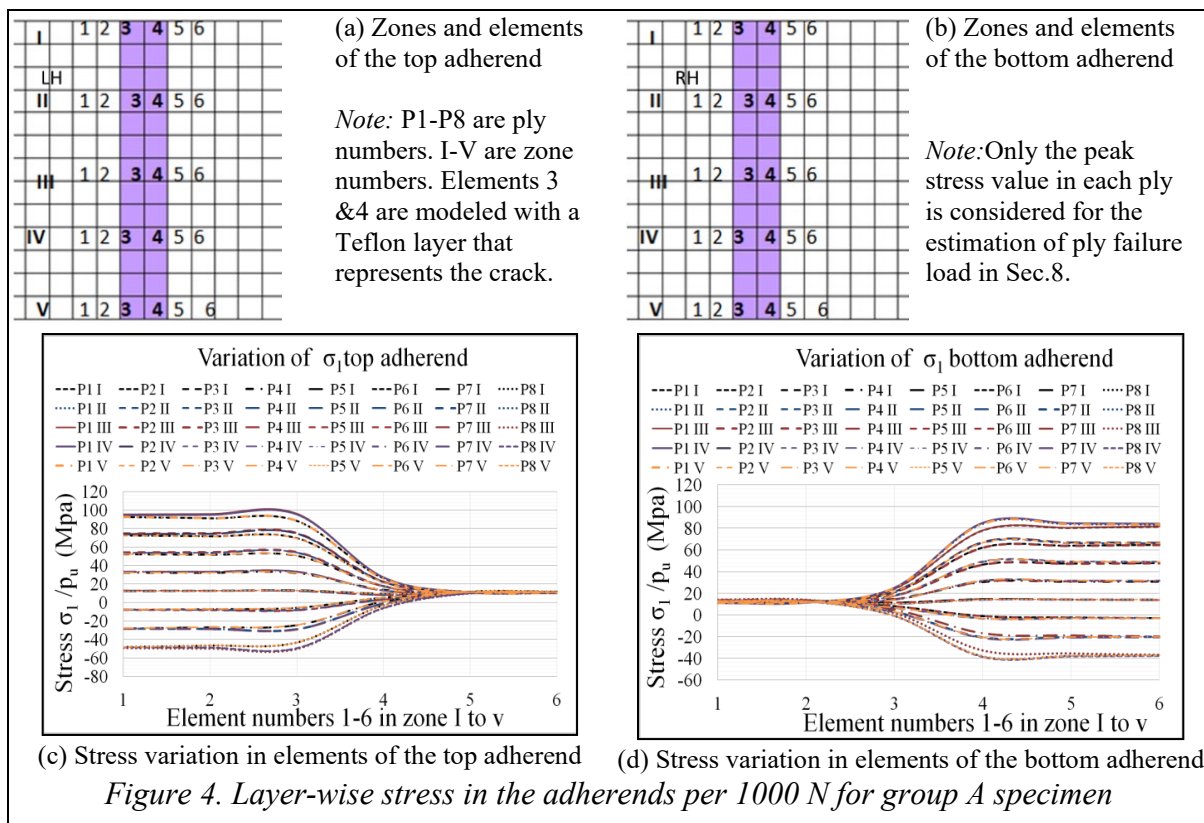 I 1 2 3 4 5 6
LH
II 1 2 3 4 5 6
III 3 4 5 6
IV 1 2 3 4 5 6
V 1 2 3 4 5 6
(a) Zones and elements
of the top adherend
Note: P1-P8 are ply
numbers. I-V are zone
numbers. Elements 3
&4 are modeled with a
Teflon layer that
represents the crack.
I 1 2 3 4 5 6
RH
II 1 2 3 4 5 6
III 3 4 5 6
IV 1 2 3 4 5 6
V 1 2 3 4 5 6
(b) Zones and elements
of the bottom adherend
Note:Only the peak
stress value in each ply
is considered for the
estimation of ply failure
load in Sec.8.
Variation of σ1 top adherend
P1 I P2 I P3 I P4 I P5 I P6 I P7 I P8 I
P1 II P2 II P3 II P4 II P5 II P6 II P7 II P8 II
P1 III P2 III P3 III P4 III P5 III P6 III P7 III P8 III
P1 IV P2 IV P3 IV P4 IV P5 IV P6 IV P7 IV P8 IV
P1 V P2 V P3 V P4 V P5 V P6 V P7 V P8 V
Stress σ1 /pu (Mpa)
120
100
80
60
40
20
0
-20
-40
-60
-80
1 2 3 4 5 6
Element numbers 1-6 in zone I to v
(c) Stress variation in elements of the top adherend
Variation of σ1 bottom adherend
P1 I P2 I P3 I P4 I P5 I P6 I P7 I P8 I
P1 II P2 II P3 II P4 II P5 II P6 II P7 II P8 II
P1 III P2 III P3 III P4 III P5 III P6 III P7 III P8 III
P1 IV P2 IV P3 IV P4 IV P5 IV P6 IV P7 IV P8 IV
P1 V P2 V P3 V P4 V P5 V P6 V P7 V P8 V
Stress σ1 /pu (Mpa)
120
100
80
60
40
20
0
-20
-40
-60
1 2 3 4 5 6
Element numbers 1-6 in zone I to v
(d) Stress variation in elements of the bottom adherend
Figure 4. Layer-wise stress in the adherends per 1000 N for group A specimen